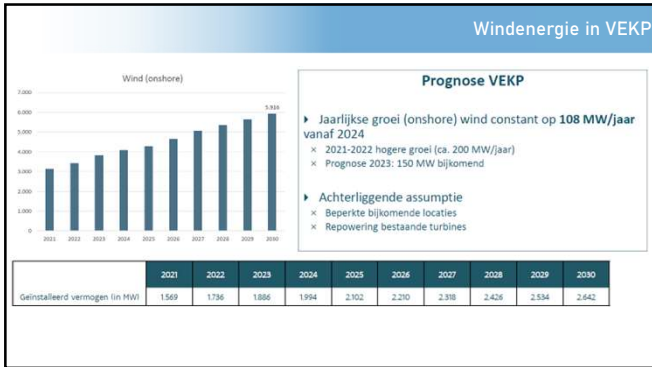 Windenergie in VEKP
Wind (onshore)
7.000
6.000
5.000
4.000
3.000
2.000
1.000
0
5.916
2021 2022 2023 2024 2025 2026 2027 2028 2029 2030
Prognose VEKP
Jaarlijkse groei (onshore) wind constant op 108 MW/jaar
vanaf 2024
× 2021-2022 hogere groei (ca. 200 MW/jaar)
× Prognose 2023: 150 MW bijkomend
Achterliggende assumptie
× Beperkte bijkomende locaties
× Repowering bestaande turbines
2021 2022 2023 2024 2025 2026 2027 2028 2029 2030
Geïnstalleerd vermogen (in MW) 1.569 1.736 1.886 1.994 2.102 2.210 2.318 2.426 2.534 2.642